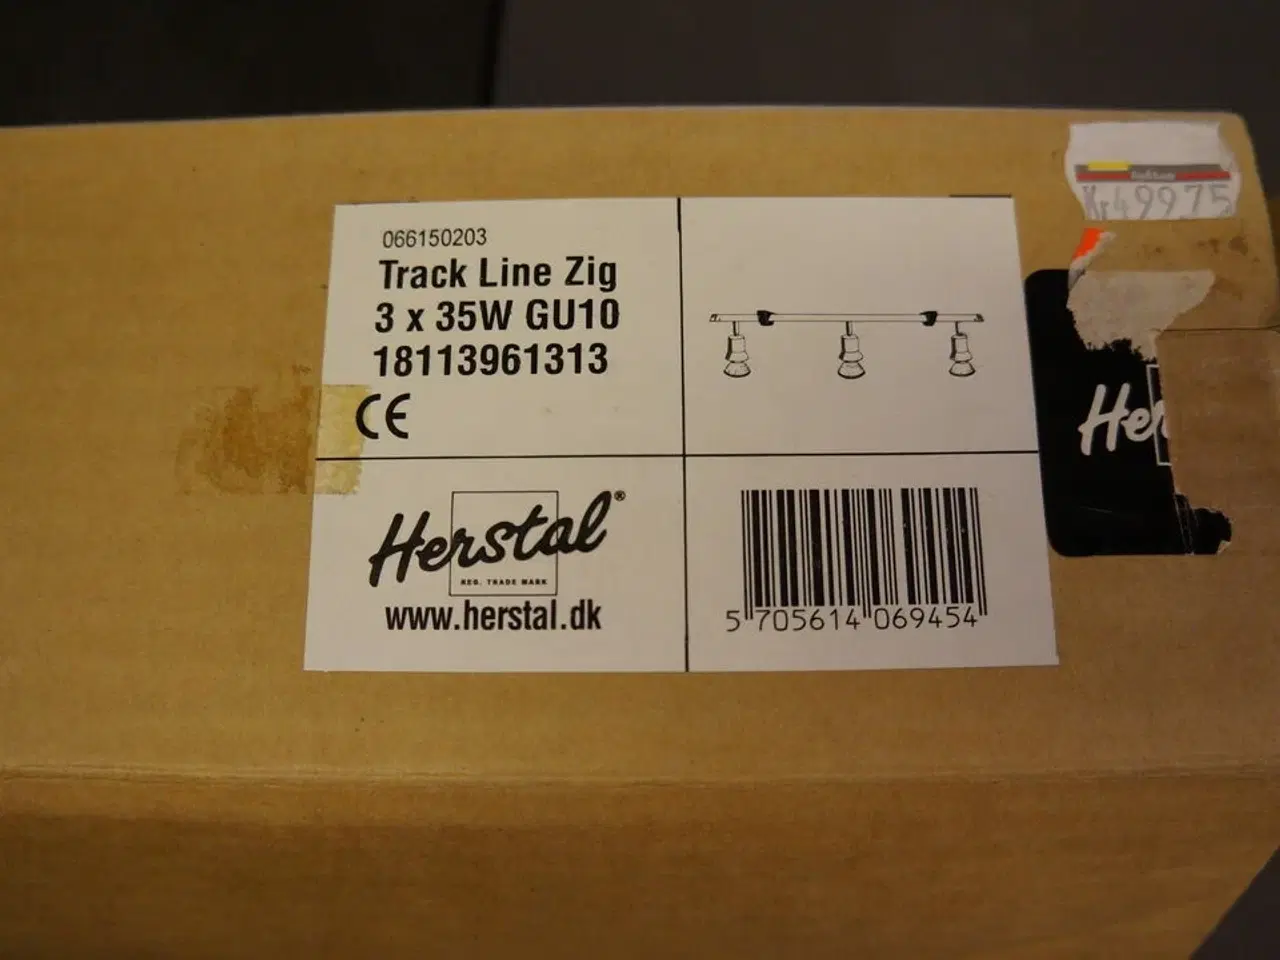 066150203
Track Line Zig
3 x 35W GU10
18113961313
CE
Herstal®
REG. TRADE MARK
www.herstal.dk
5 705614 069454
Kr 499 75
Her